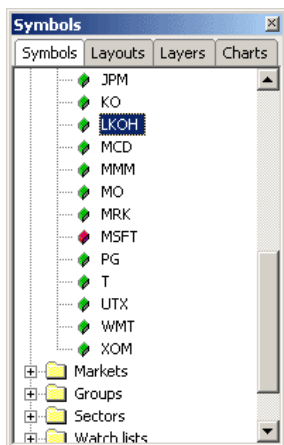 Symbols
Symbols Layouts Layers Charts
JPM
KO
LKOH
MCD
MMM
MO
MRK
MSFT
PG
T
UTX
WMT
XOM
Markets
Groups
Sectors
Watch lists